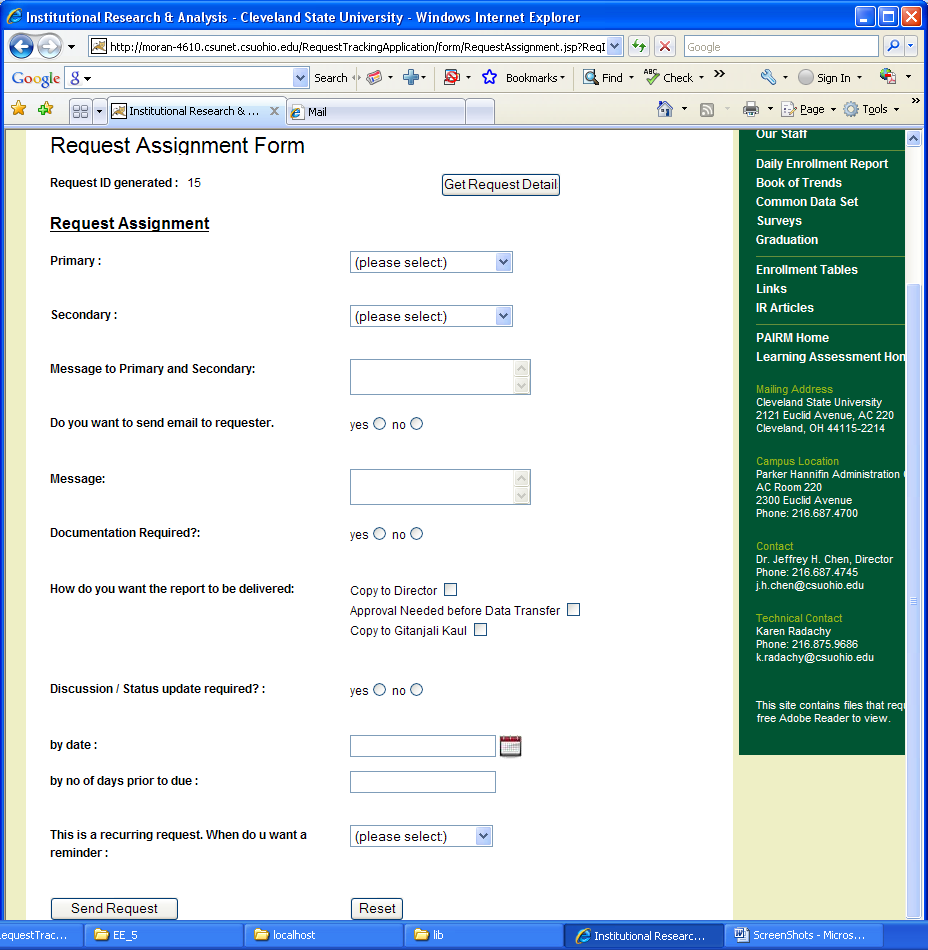 Institutional Research & Analysis - Cleveland State University - Windows Internet Explorer
http://moran-4610.csunet.csuohio.edu/RequestTrackingApplication/form/RequestAssignment.jsp?ReqI
Google
Google g Search Bookmarks Find ABC Check » Sign In
Institutional Research & ... X Mail Page Tools »
Request Assignment Form
Request ID generated : 15 Get Request Detail
Request Assignment
Primary : (please select:)
Secondary : (please select:)
Message to Primary and Secondary:
Do you want to send email to requester. yes no
Message:
Documentation Required?: yes no
How do you want the report to be delivered: Copy to Director
Approval Needed before Data Transfer
Copy to Gitanjali Kaul
Discussion / Status update required? : yes no
by date :
by no of days prior to due :
This is a recurring request. When do u want a (please select:)
reminder :
Send Request Reset
Our Staff
Daily Enrollment Report
Book of Trends
Common Data Set
Surveys
Graduation
Enrollment Tables
Links
IR Articles
PAIRM Home
Learning Assessment Hon
Mailing Address
Cleveland State University
2121 Euclid Avenue, AC 220
Cleveland, OH 44115-2214
Campus Location
Parker Hannifin Administration
AC Room 220
2300 Euclid Avenue
Phone: 216.687.4700
Contact
Dr. Jeffrey H. Chen, Director
Phone: 216.687.4745
j.h.chen@csuohio.edu
Technical Contact
Karen Radachy
Phone: 216.875.9686
k.radachy@csuohio.edu
This site contains files that requ
free Adobe Reader to view.
equestTrac... EE_5 localhost lib Institutional Researc... ScreenShots - Micros...